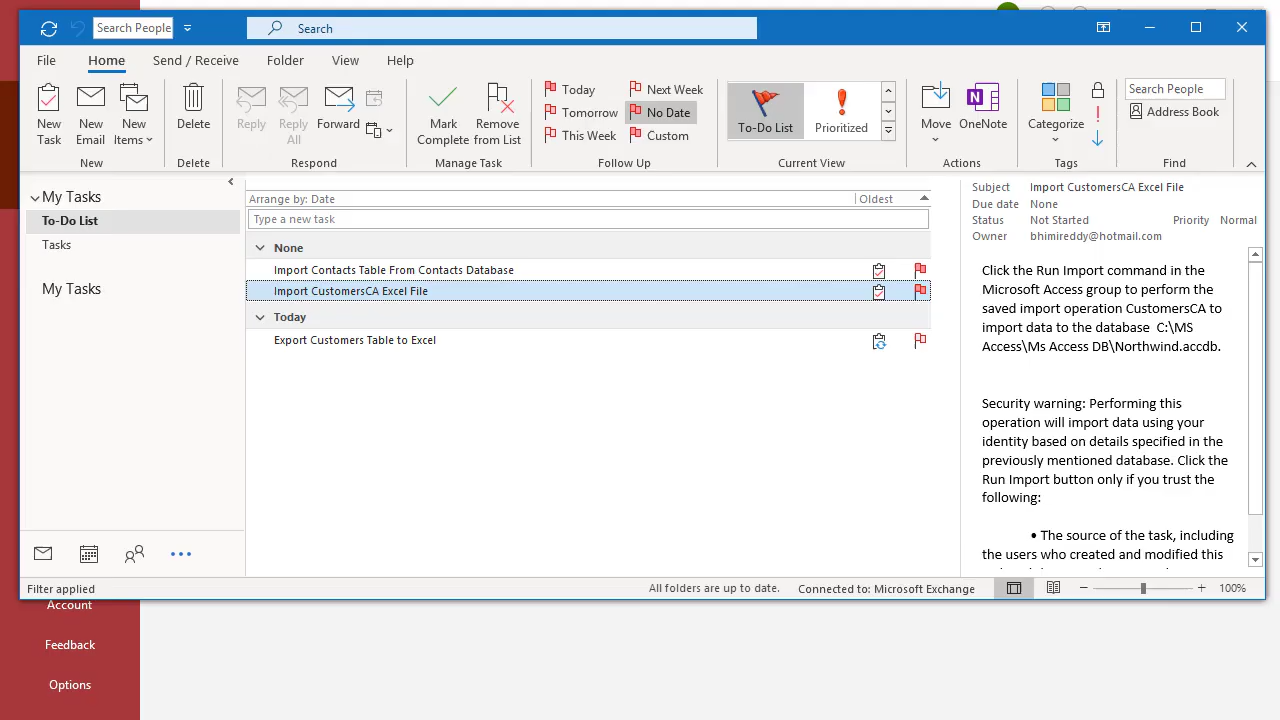 Search People
Search
File Home Send / Receive Folder View Help
New Task
New Email
New Items
New
Delete
Delete
Reply
Reply All
Forward
Respond
Mark Complete
Remove from List
Manage Task
Today
Tomorrow
This Week
Next Week
No Date
Custom
Follow Up
To-Do List
Prioritized
Current View
Move
OneNote
Actions
Categorize
Tags
Search People
Address Book
Find
My Tasks
To-Do List
Tasks
My Tasks
Arrange by: Date Oldest
Type a new task
None
Import Contacts Table From Contacts Database
Import CustomersCA Excel File
Today
Export Customers Table to Excel
Subject Import CustomersCA Excel File
Due date None
Status Not Started Priority Normal
Owner bhimireddy@hotmail.com
Click the Run Import command in the
Microsoft Access group to perform the
saved import operation CustomersCA to
import data to the database C:\MS
Access\Ms Access DB\Northwind.accdb.
Security warning: Performing this
operation will import data using your
identity based on details specified in the
previously mentioned database. Click the
Run Import button only if you trust the
following:
• The source of the task, including
the users who created and modified this
Filter applied
All folders are up to date. Connected to: Microsoft Exchange
100%
Account
Feedback
Options